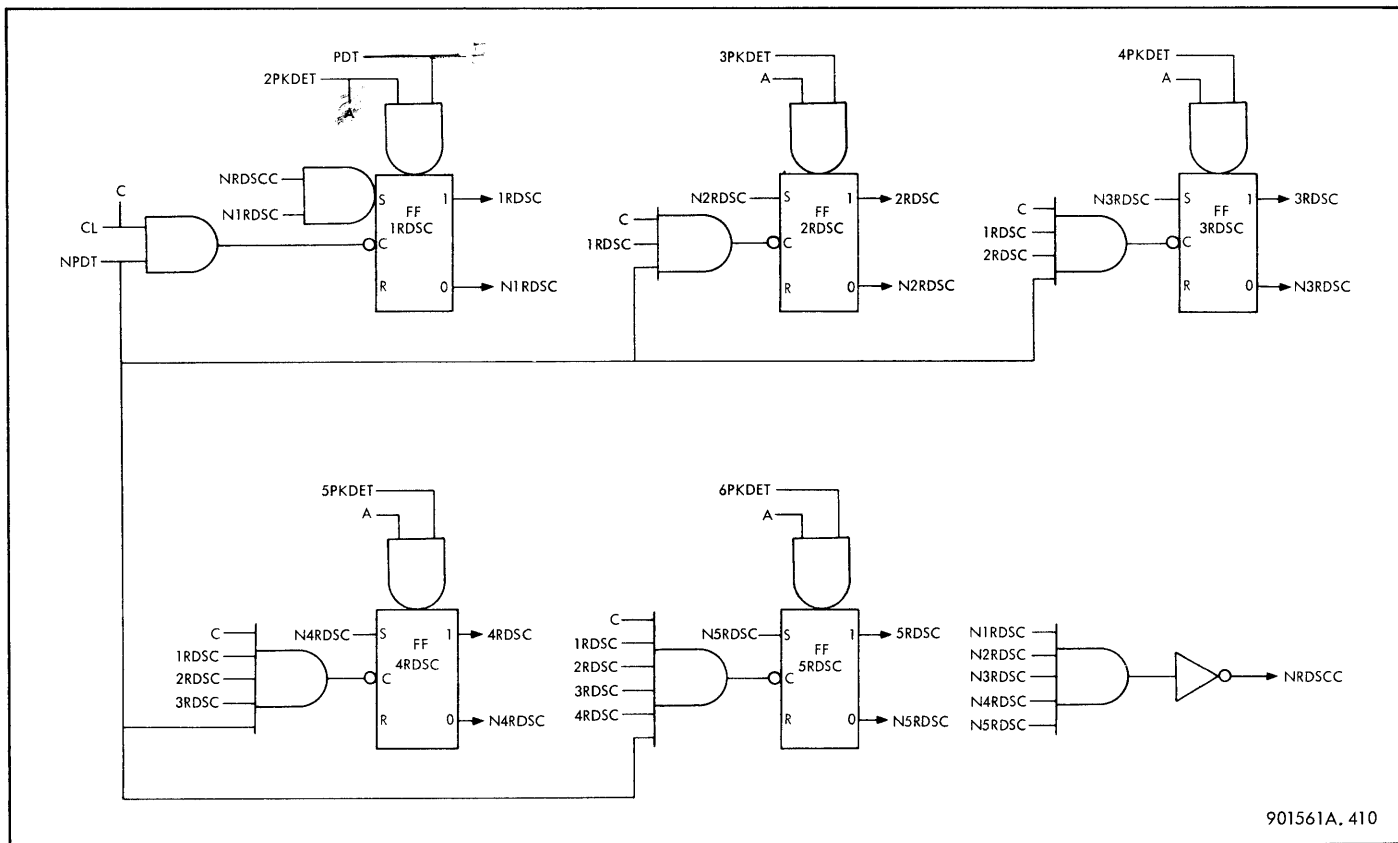 PDT
2PKDET
A
NRDSCC
N1RDSC
C
CL
NPDT
S 1
FF
1RDSC
C
R 0
1RDSC
N1RDSC
3PKDET
A
N2RDSC
C
1RDSC
S 1
FF
2RDSC
C
R 0
2RDSC
N2RDSC
4PKDET
A
N3RDSC
C
1RDSC
2RDSC
S 1
FF
3RDSC
C
R 0
3RDSC
N3RDSC
5PKDET
A
N4RDSC
C
1RDSC
2RDSC
3RDSC
S 1
FF
4RDSC
C
R 0
4RDSC
N4RDSC
6PKDET
A
N5RDSC
C
1RDSC
2RDSC
3RDSC
4RDSC
S 1
FF
5RDSC
C
R 0
5RDSC
N5RDSC
N1RDSC
N2RDSC
N3RDSC
N4RDSC
N5RDSC
NRDSCC
901561A. 410